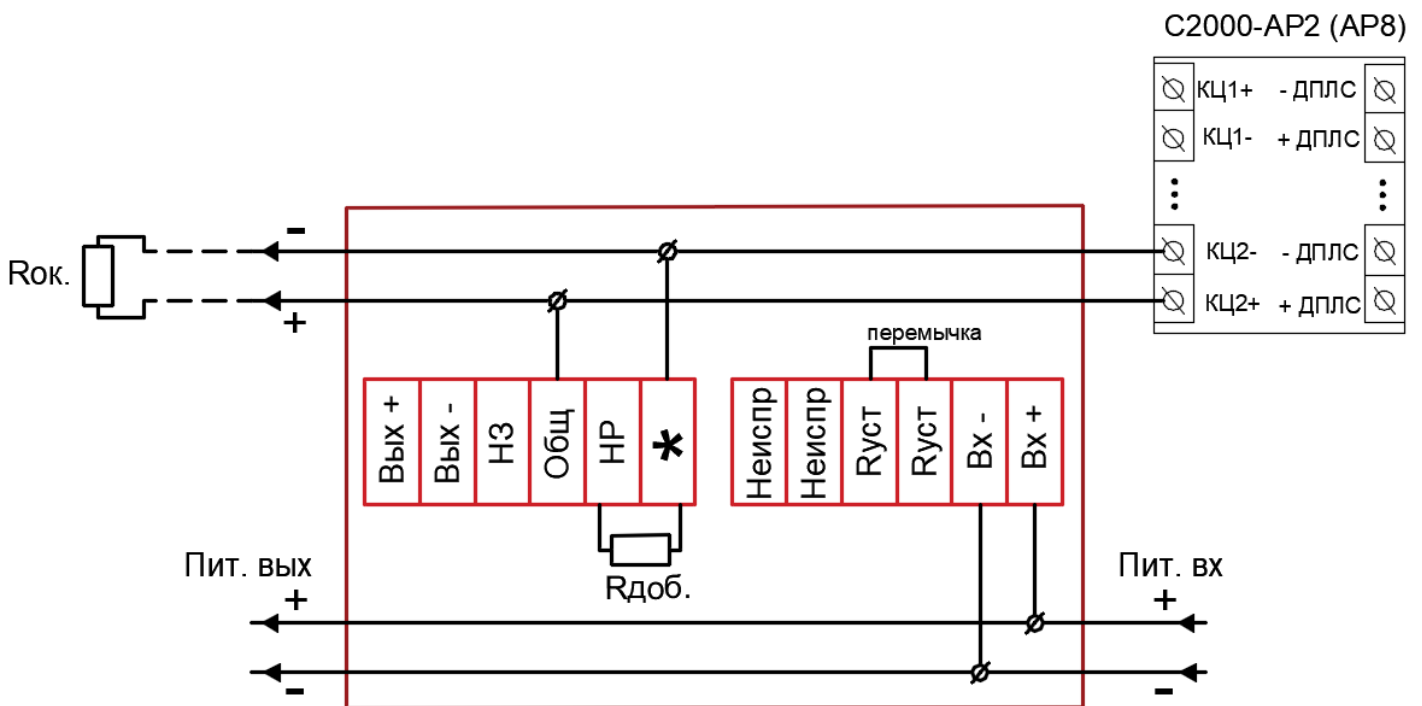 С2000-АР2 (АР8)
КЦ1+ - ДПЛС
КЦ1- + ДПЛС
КЦ2- - ДПЛС
КЦ2+ + ДПЛС
-
Rок.
+
перемычка
Вых +
Вых -
НЗ
Общ
НР
*
Неиспр
Неиспр
Rуст
Rуст
Вх -
Вх +
Rдоб.
Пит. вых
Пит. вх
+ +
- -